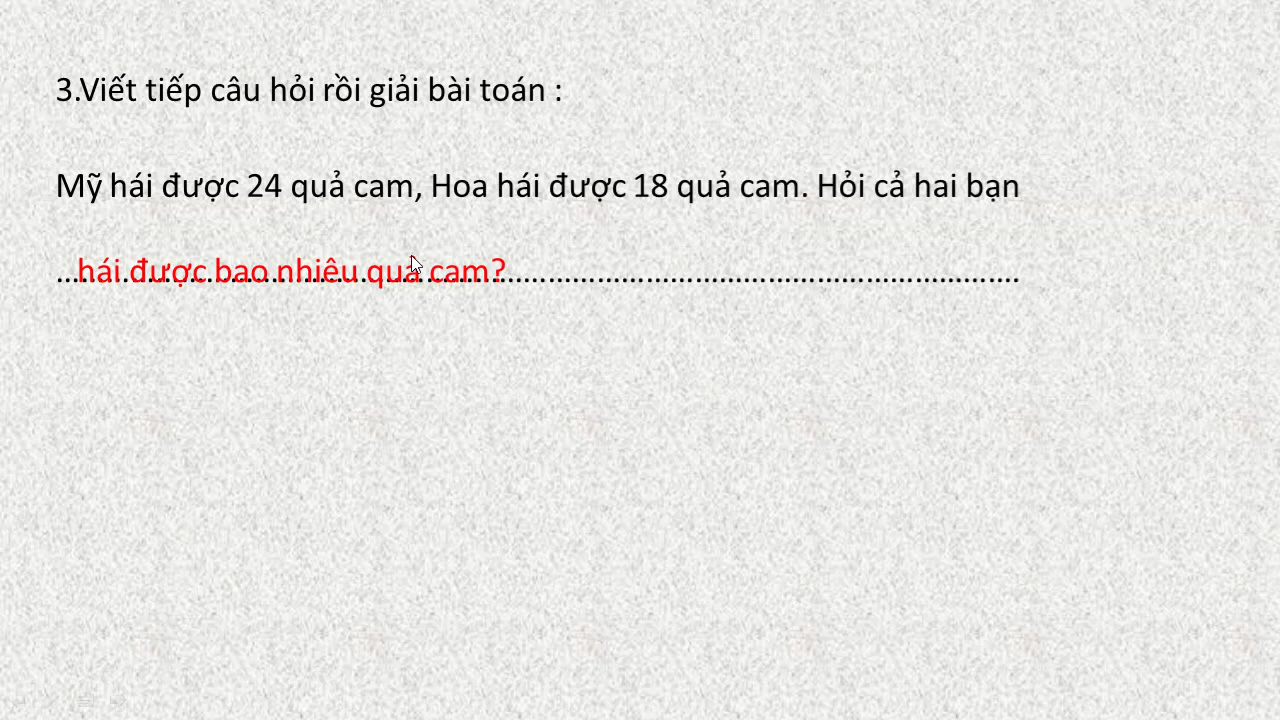 3.Viết tiếp câu hỏi rồi giải bài toán :
Mỹ hái được 24 quả cam, Hoa hái được 18 quả cam. Hỏi cả hai bạn
...hái được bao nhiêu quả cam?..........................................................................